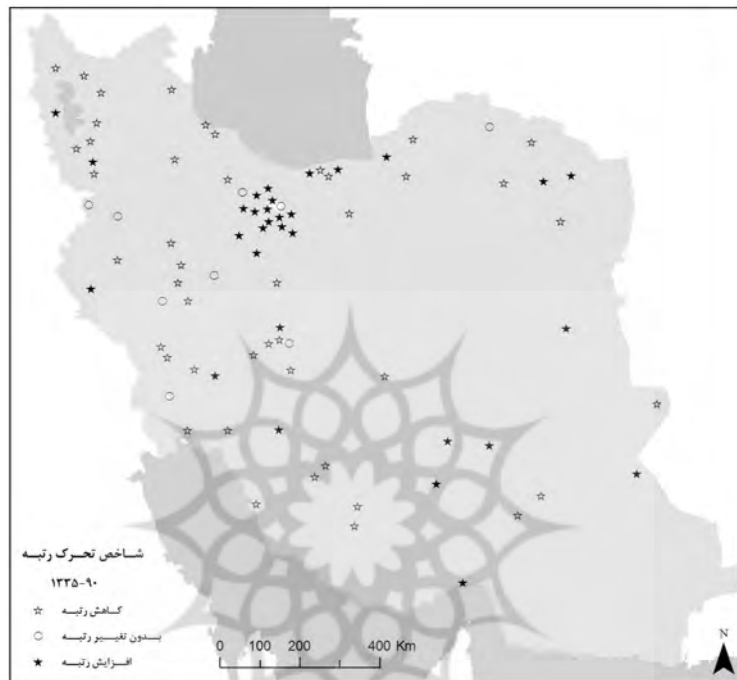 شاخص تحرک رتبه
۱۳۳۵-۹۰
کاهش رتبه
بدون تغییر رتبه
افزایش رتبه
0 100 200 400 Km
N